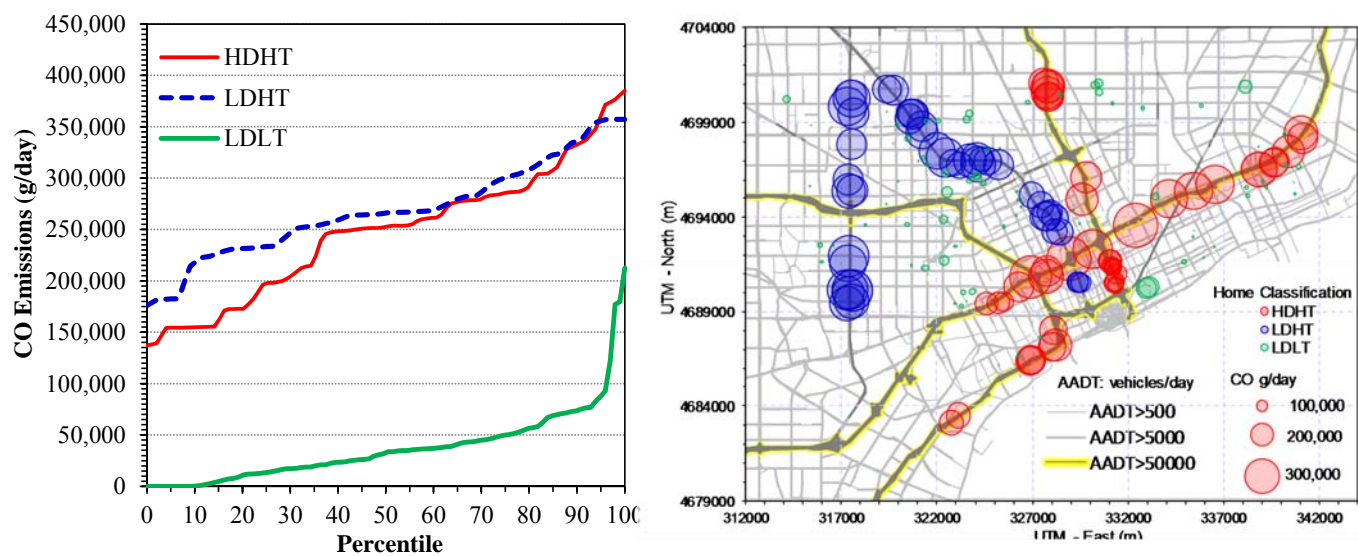 450,000
400,000
350,000
300,000
250,000
200,000
150,000
100,000
50,000
0
CO Emissions (g/day)
HDHT
LDHT
LDLT
0 10 20 30 40 50 60 70 80 90 100
Percentile
4704000
4699000
4694000
4689000
4684000
4679000
UTM - North (m)
Home Classification
HDHT
LDHT
LDLT
AADT: vehicles/day
AADT>500
AADT>5000
AADT>50000
CO g/day
100,000
200,000
300,000
312000 317000 322000 327000 332000 337000 342000
UTM - East (m)